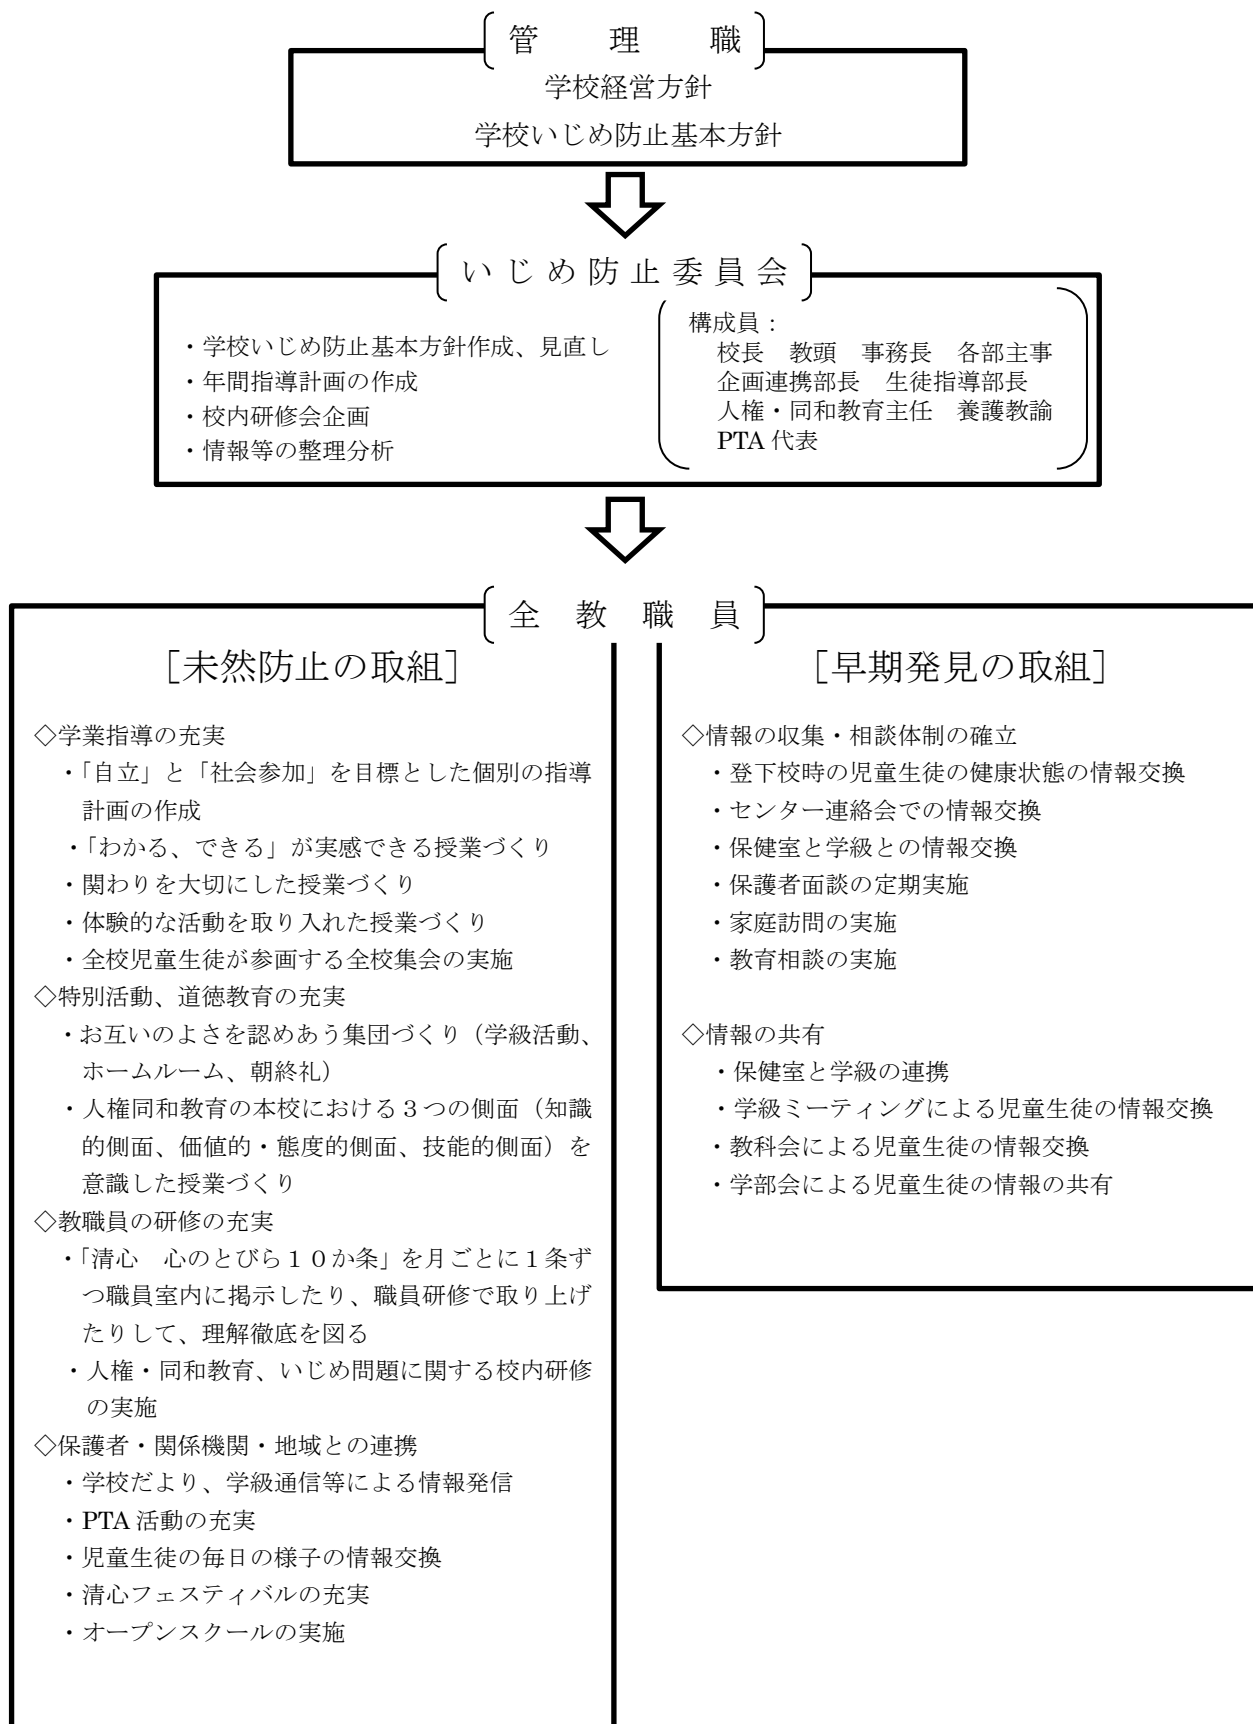 管理職
学校経営方針
学校いじめ防止基本方針
いじめ防止委員会
・学校いじめ防止基本方針作成、見直し
・年間指導計画の作成
・校内研修会企画
・情報等の整理分析
構成員：
校長　教頭　事務長　各部主事
企画連携部長　生徒指導部長
人権・同和教育主任　養護教諭
PTA 代表
全教職員
［未然防止の取組］
◇学業指導の充実
・「自立」と「社会参加」を目標とした個別の指導
計画の作成
・「わかる、できる」が実感できる授業づくり
・関わりを大切にした授業づくり
・体験的な活動を取り入れた授業づくり
・全校児童生徒が参画する全校集会の実施
◇特別活動、道徳教育の充実
・お互いのよさを認めあう集団づくり（学級活動、
ホームルーム、朝終礼）
・人権同和教育の本校における３つの側面（知識
的側面、価値的・態度的側面、技能的側面）を
意識した授業づくり
◇教職員の研修の充実
・「清心　心のとびら１０か条」を月ごとに１条ず
つ職員室内に掲示したり、職員研修で取り上げ
たりして、理解徹底を図る
・人権・同和教育、いじめ問題に関する校内研修
の実施
◇保護者・関係機関・地域との連携
・学校だより、学級通信等による情報発信
・PTA 活動の充実
・児童生徒の毎日の様子の情報交換
・清心フェスティバルの充実
・オープンスクールの実施
［早期発見の取組］
◇情報の収集・相談体制の確立
・登下校時の児童生徒の健康状態の情報交換
・センター連絡会での情報交換
・保健室と学級との情報交換
・保護者面談の定期実施
・家庭訪問の実施
・教育相談の実施
◇情報の共有
・保健室と学級の連携
・学級ミーティングによる児童生徒の情報交換
・教科会による児童生徒の情報交換
・学部会による児童生徒の情報の共有